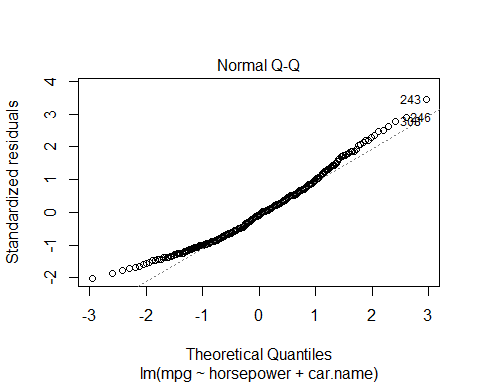 Normal Q-Q
Standardized residuals
4
3
2
1
0
-1
-2
243
246
-3 -2 -1 0 1 2 3
Theoretical Quantiles
lm(mpg ~ horsepower + car.name)